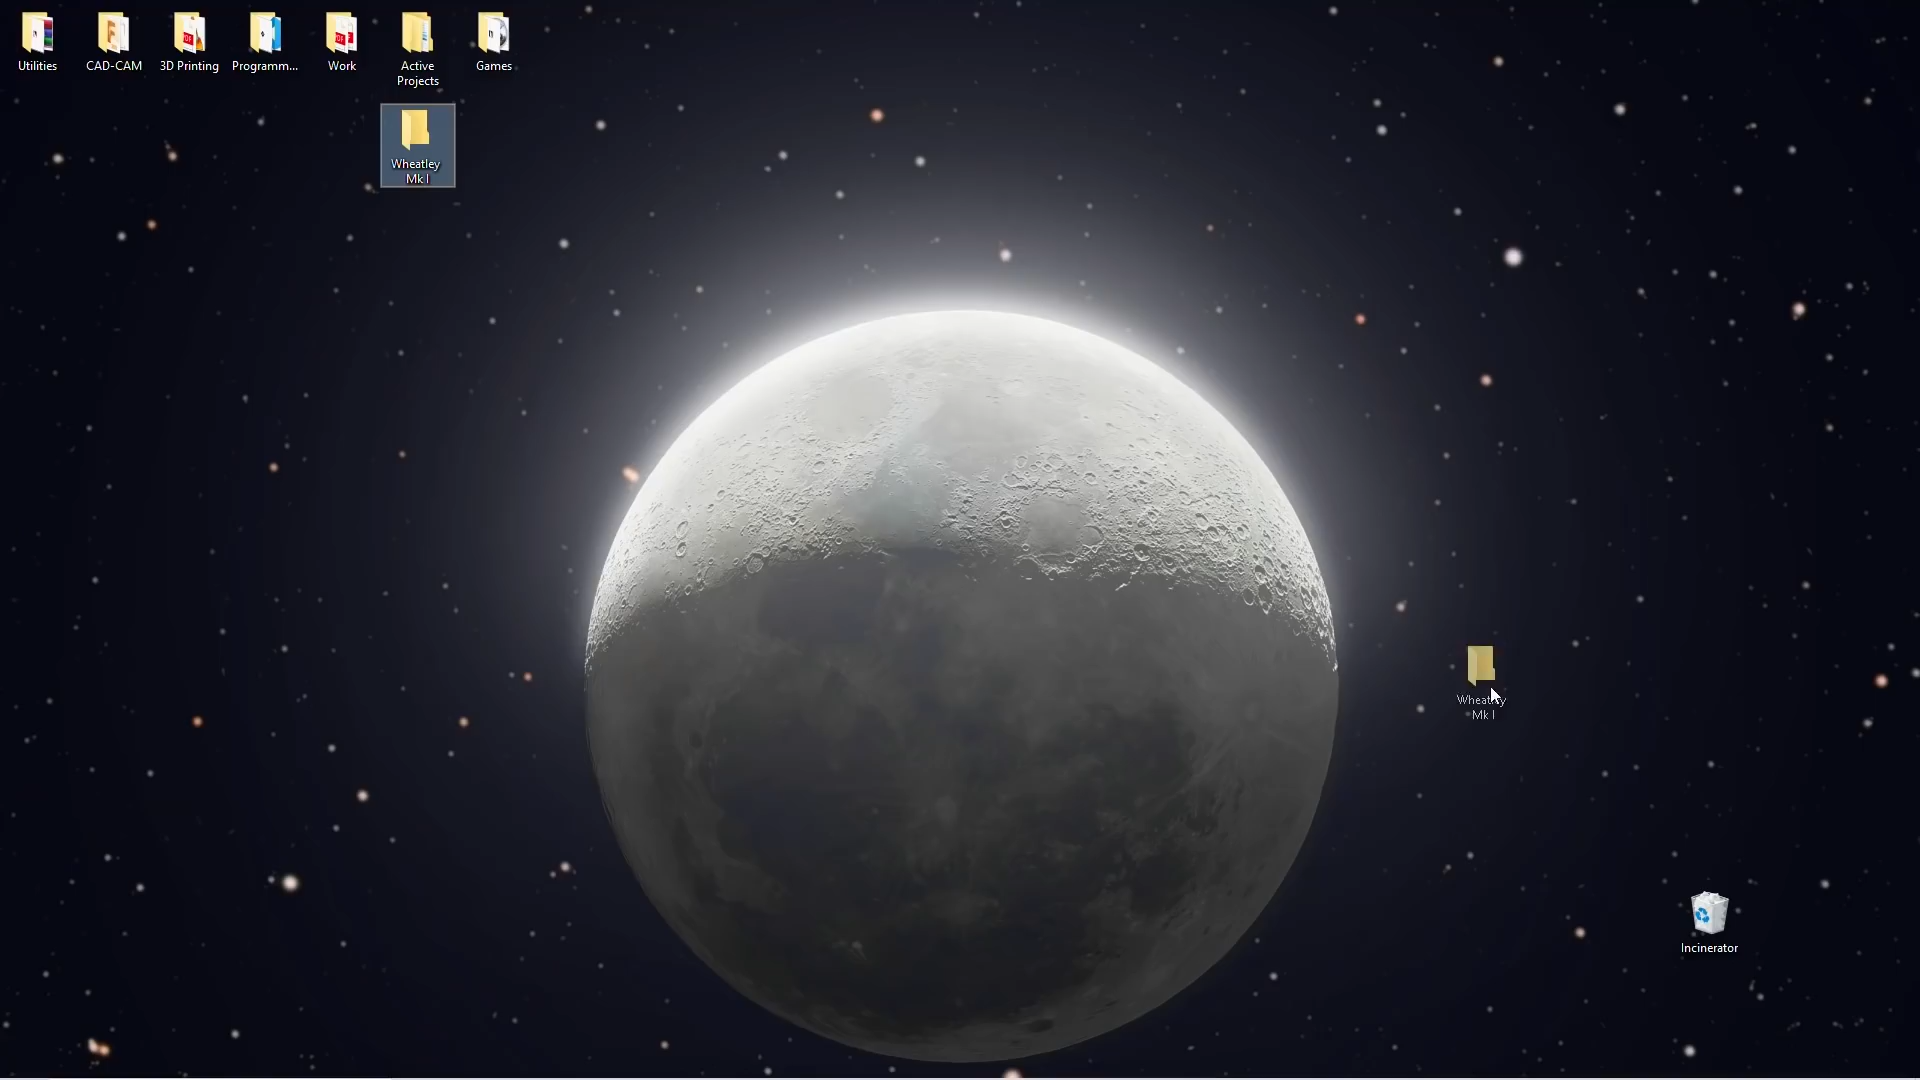 Utilities
CAD-CAM
3D Printing
Programm...
Work
Active
Projects
Games
Wheatley
Mk I
Wheatley
Mk I
Incinerator